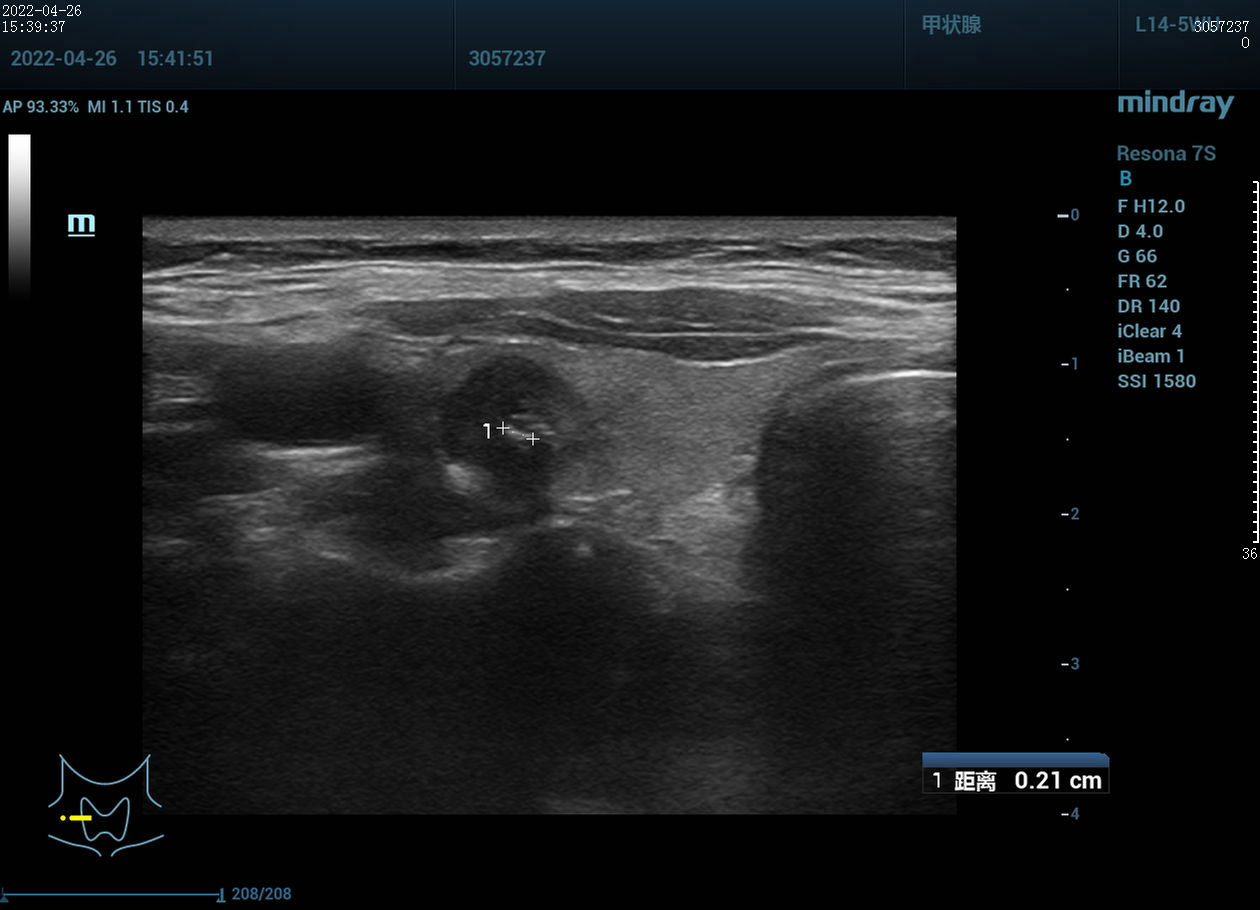 2022-04-26
15:39:37
2022-04-26 15:41:51
3057237
甲状腺
3057237
0
AP 93.33% MI 1.1 TIS 0.4
mindray
Resona 7S
B
F H12.0
D 4.0
G 66
FR 62
DR 140
iClear 4
iBeam 1
SSI 1580
m
0
1
2
3
4
36
1
1 距离 0.21 cm
208/208